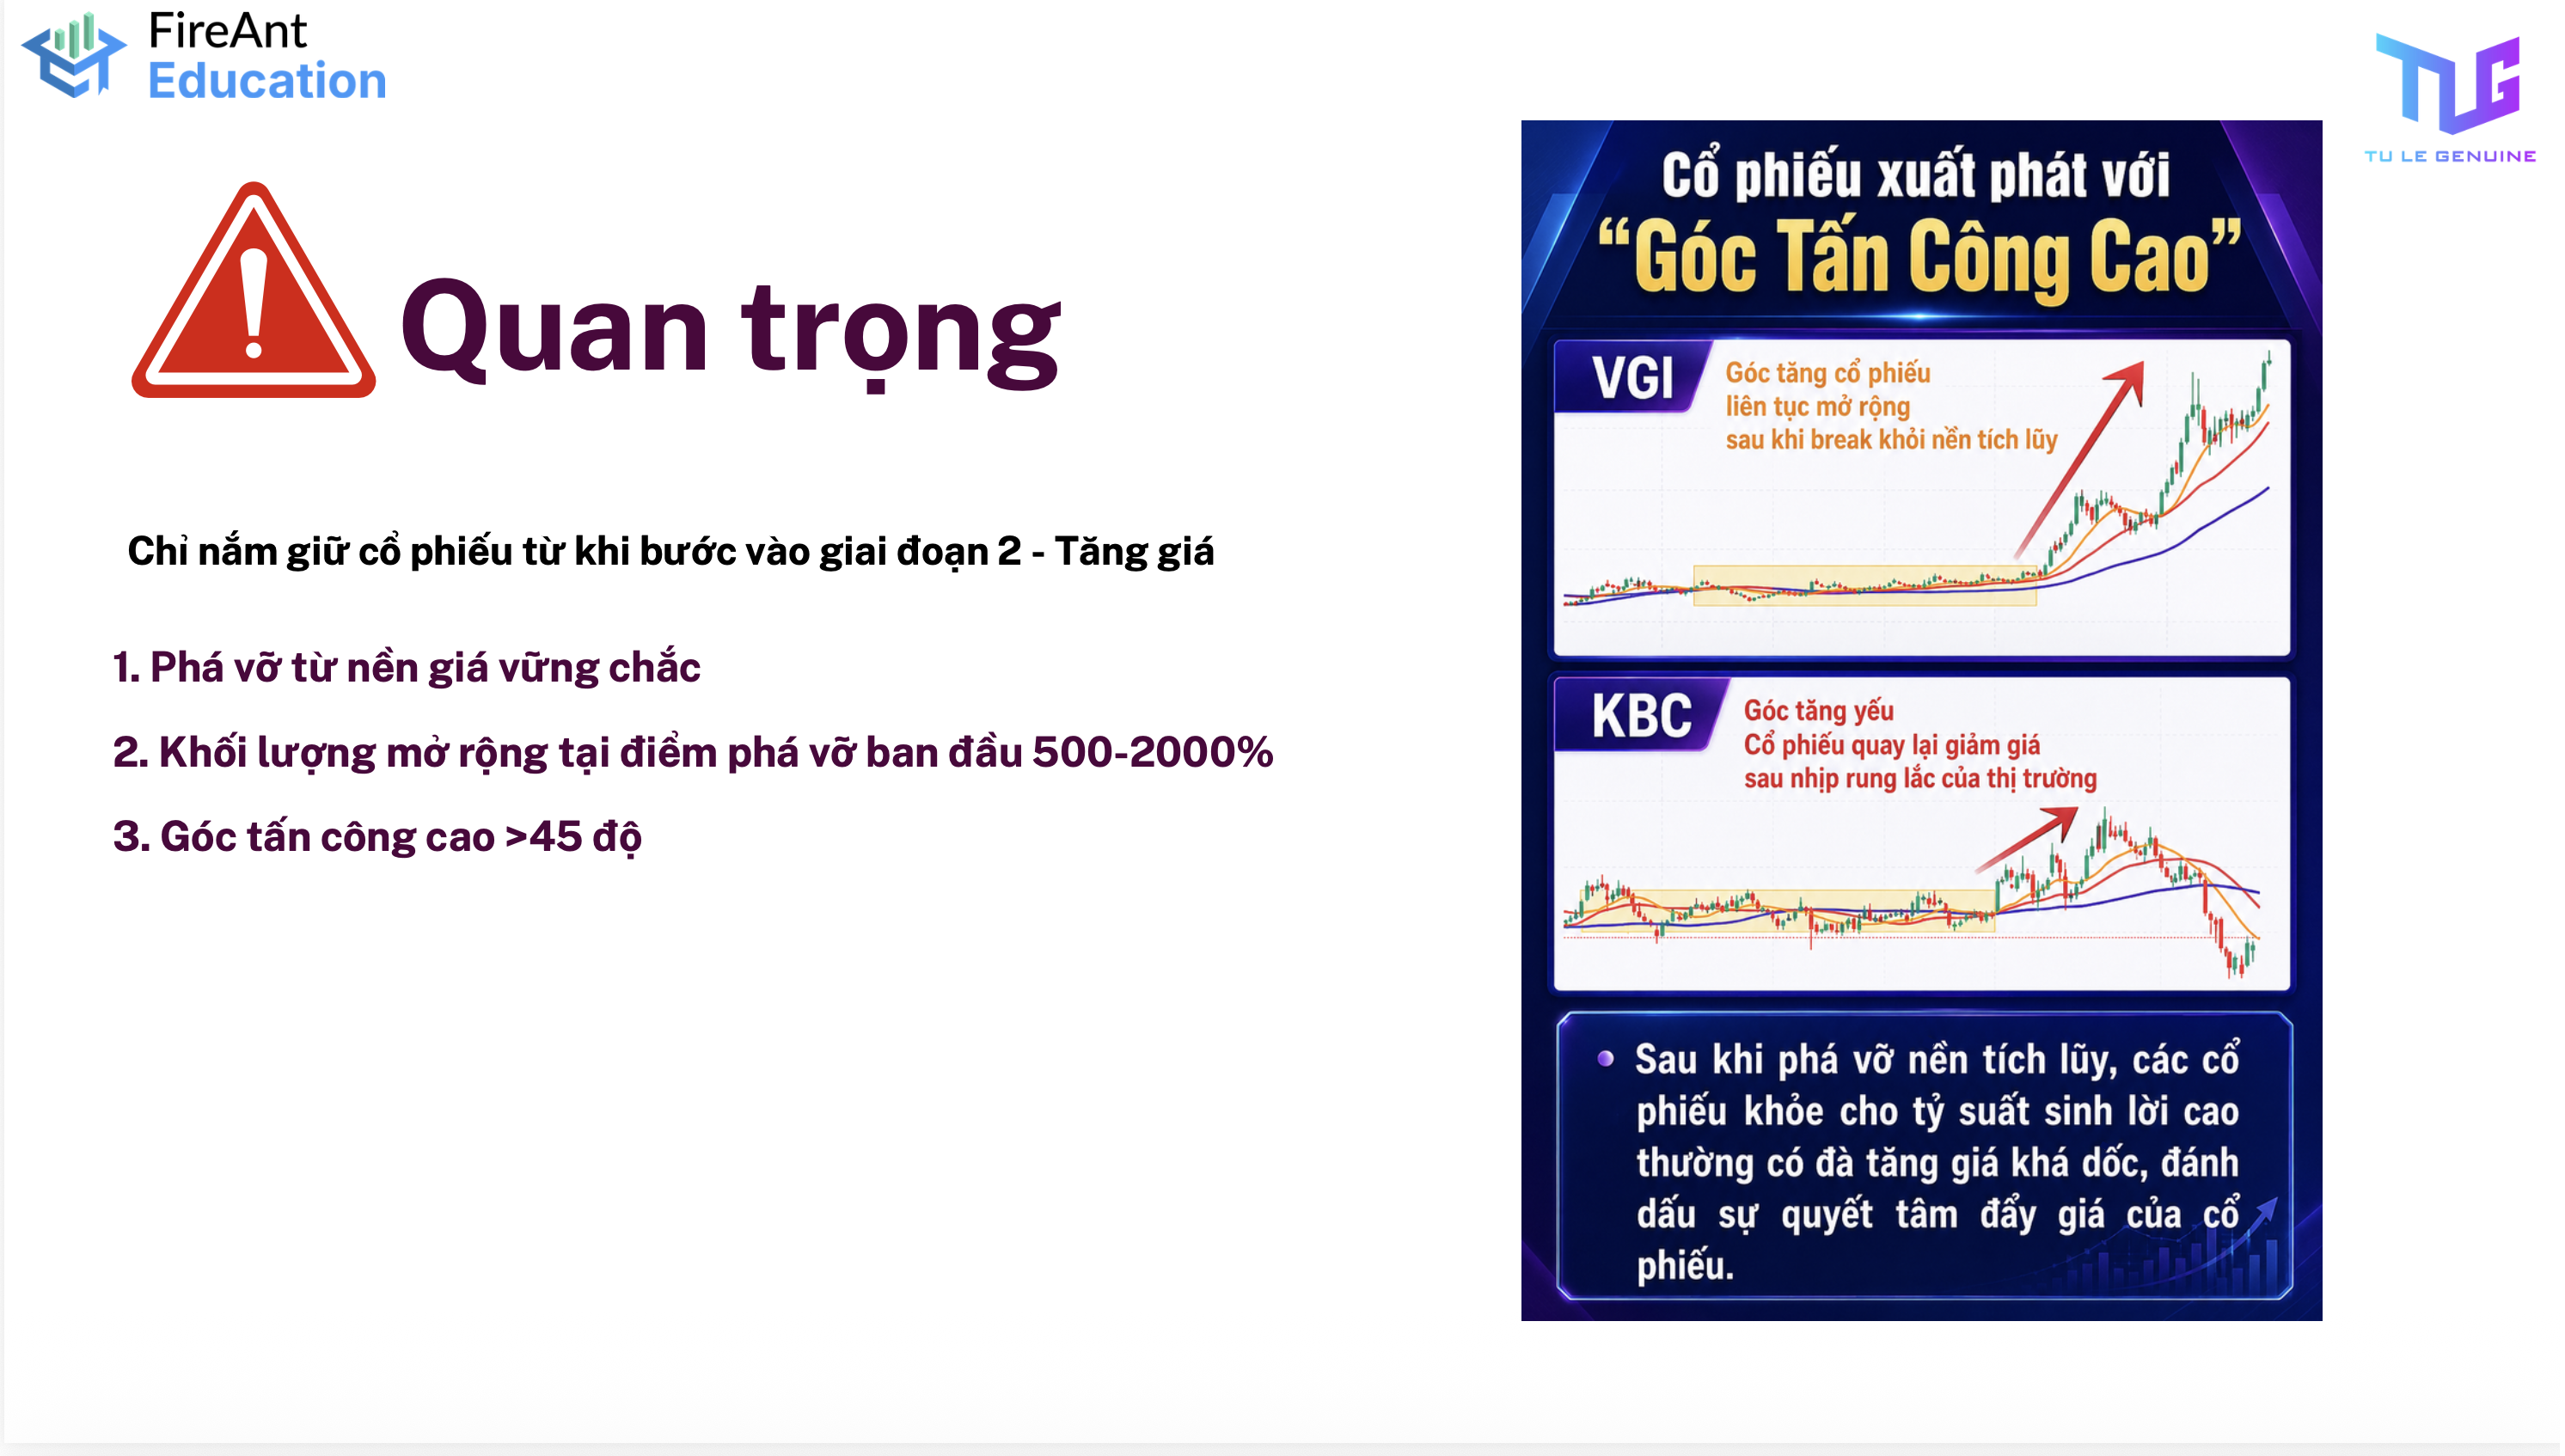 FireAnt
Education
TU LE GENUINE
Quan trọng
Chỉ nắm giữ cổ phiếu từ khi bước vào giai đoạn 2 - Tăng giá
1. Phá vỡ từ nền giá vững chắc
2. Khối lượng mở rộng tại điểm phá vỡ ban đầu 500-2000%
3. Góc tấn công cao >45 độ
Cổ phiếu xuất phát với
“Góc Tấn Công Cao”
VGI
Góc tăng cổ phiếu
liên tục mở rộng
sau khi break khỏi nền tích lũy
KBC
Góc tăng yếu
Cổ phiếu quay lại giảm giá
sau nhịp rung lắc của thị trường
• Sau khi phá vỡ nền tích lũy, các cổ
phiếu khỏe cho tỷ suất sinh lời cao
thường có đà tăng giá khá dốc, đánh
dấu sự quyết tâm đẩy giá của cổ
phiếu.